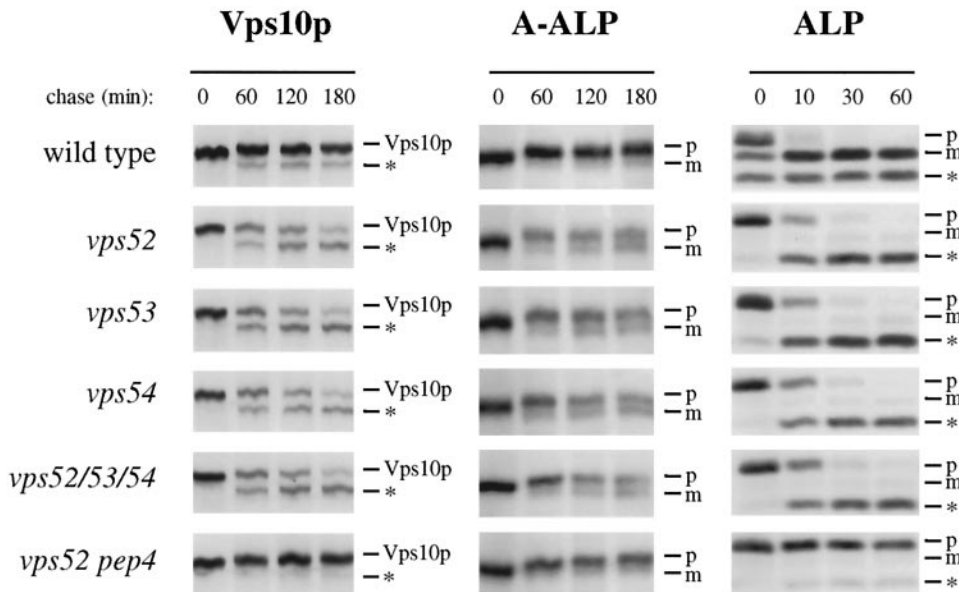 Vps10p A-ALP ALP
chase (min): 0 60 120 180 0 60 120 180 0 10 30 60
wild type Vps10p * p m p m *
vps52 Vps10p * p m p m *
vps53 Vps10p * p m p m *
vps54 Vps10p * p m p m *
vps52/53/54 Vps10p * p m p m *
vps52 pep4 Vps10p * p m p m *